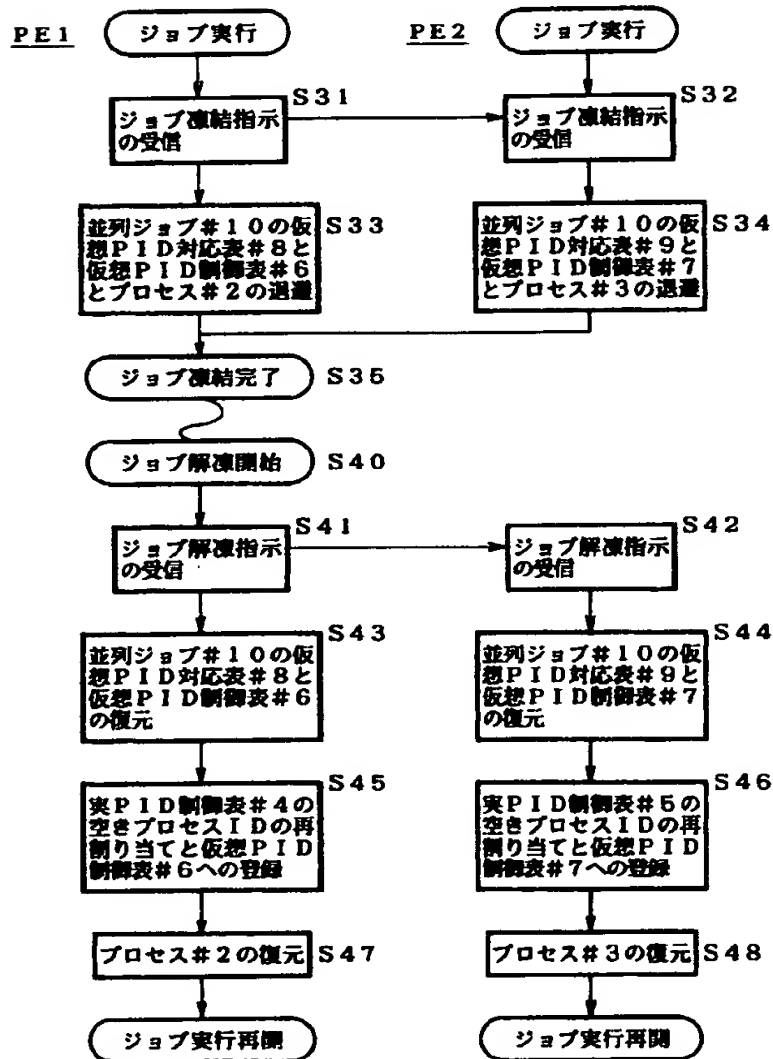 PE1
ジョブ実行
PE2
ジョブ実行
S31
ジョブ凍結指示
の受信
S32
ジョブ凍結指示
の受信
S33
並列ジョブ#10の仮
想PID対応表#8と
仮想PID制御表#6
とプロセス#2の退避
S34
並列ジョブ#10の仮
想PID対応表#9と
仮想PID制御表#7
とプロセス#3の退避
ジョブ凍結完了
S35
ジョブ解凍開始
S40
S41
ジョブ解凍指示
の受信
S42
ジョブ解凍指示
の受信
S43
並列ジョブ#10の仮
想PID対応表#8と
仮想PID制御表#6
の復元
S44
並列ジョブ#10の仮
想PID対応表#9と
仮想PID制御表#7
の復元
S45
実PID制御表#4の
空きプロセスIDの再
割り当てと仮想PID
制御表#6への登録
S46
実PID制御表#5の
空きプロセスIDの再
割り当てと仮想PID
制御表#7への登録
プロセス#2の復元
S47
プロセス#3の復元
S48
ジョブ実行再開
ジョブ実行再開